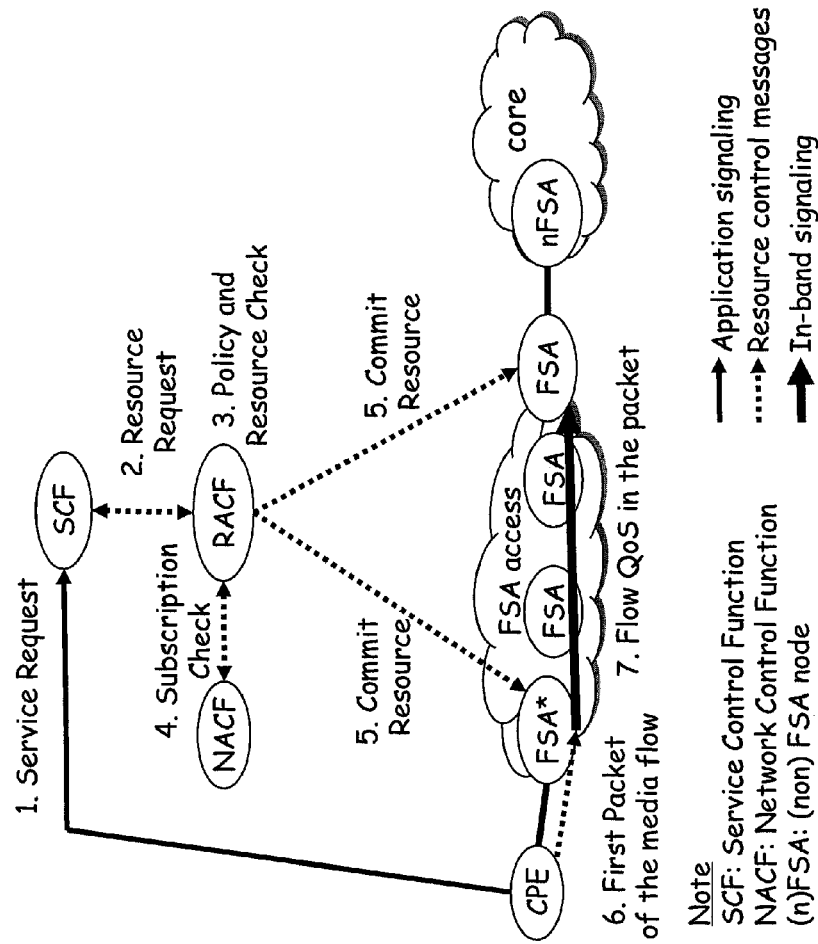 1. Service Request
SCF
2. Resource
Request
4. Subscription
Check
NACF
RACF
3. Policy and
Resource Check
5. Commit
Resource
5. Commit
Resource
CPE
FSA*
FSA access
FSA
FSA
FSA
nFSA
core
6. First Packet
of the media flow
7. Flow QoS in the packet
Note
SCF: Service Control Function
NACF: Network Control Function
(n)FSA: (non) FSA node
Application signaling
Resource control messages
In-band signaling